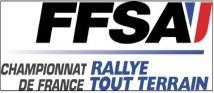 FFSA
CHAMPIONNAT RALLYE
DE FRANCE TOUT TERRAIN